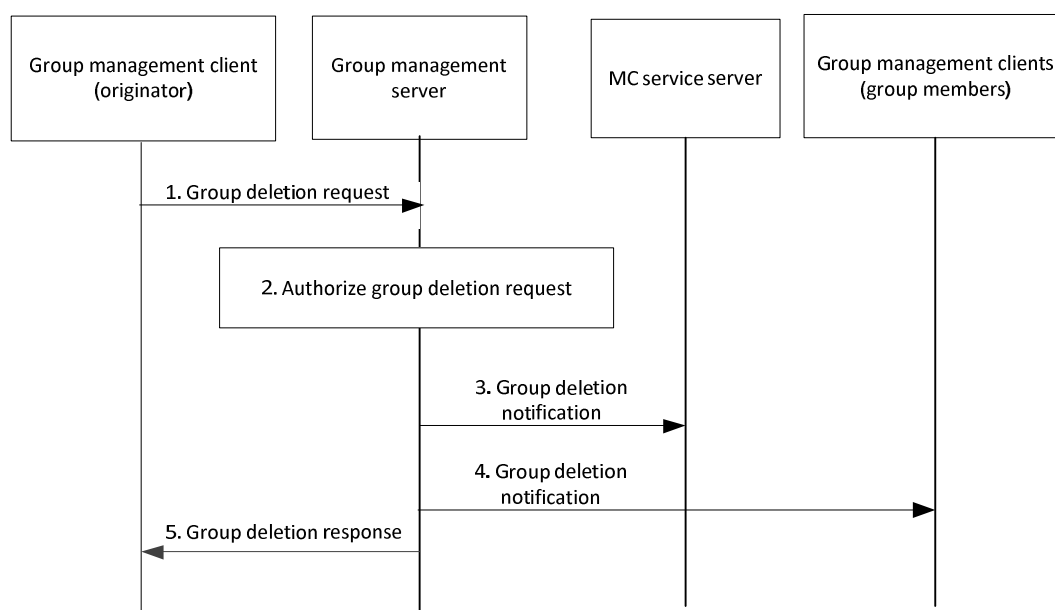 Group management client
(originator)
Group management
server
MC service server
Group management clients
(group members)
1. Group deletion request
2. Authorize group deletion request
3. Group deletion
notification
4. Group deletion
notification
5. Group deletion response